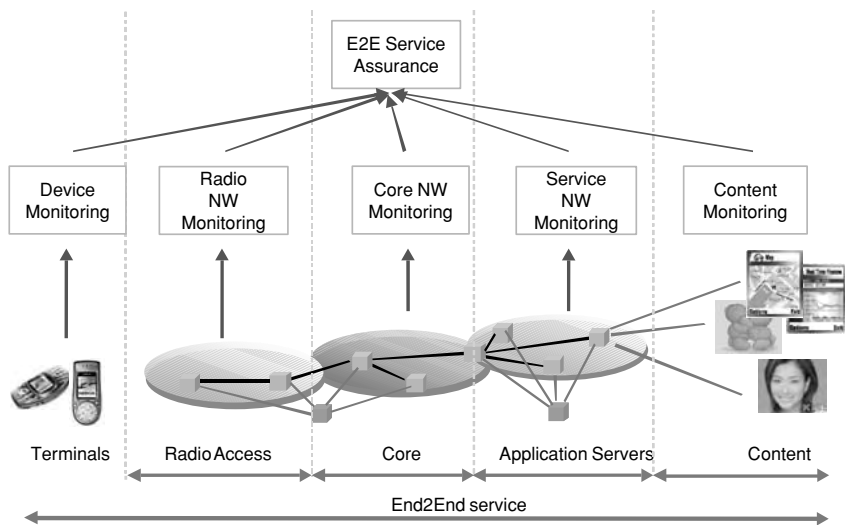 E2E Service
Assurance
Device
Monitoring
Radio
NW
Monitoring
Core NW
Monitoring
Service
NW
Monitoring
Content
Monitoring
Terminals
Radio Access
Core
Application Servers
Content
End2End service